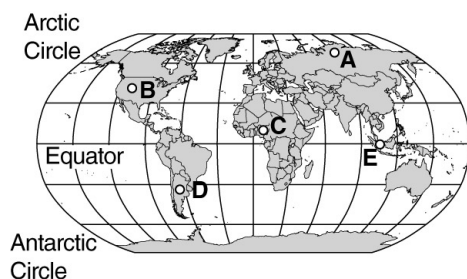 Arctic
Circle
A
B
C
Equator
E
D
Antarctic
Circle